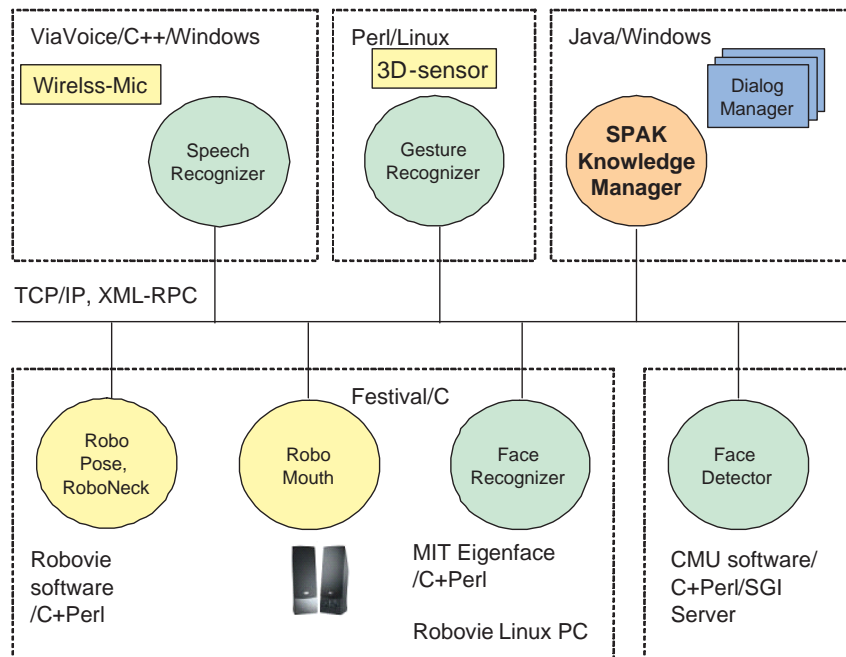 ViaVoice/C++/Windows
Wirelss-Mic
Speech
Recognizer
Perl/Linux
3D-sensor
Gesture
Recognizer
Java/Windows
Dialog
Manager
SPAK
Knowledge
Manager
TCP/IP, XML-RPC
Festival/C
Robo
Pose,
RoboNeck
Robo
Mouth
Face
Recognizer
Face
Detector
Robovie
software
/C+Perl
MIT Eigenface
/C+Perl
Robovie Linux PC
CMU software/
C+Perl/SGI
Server